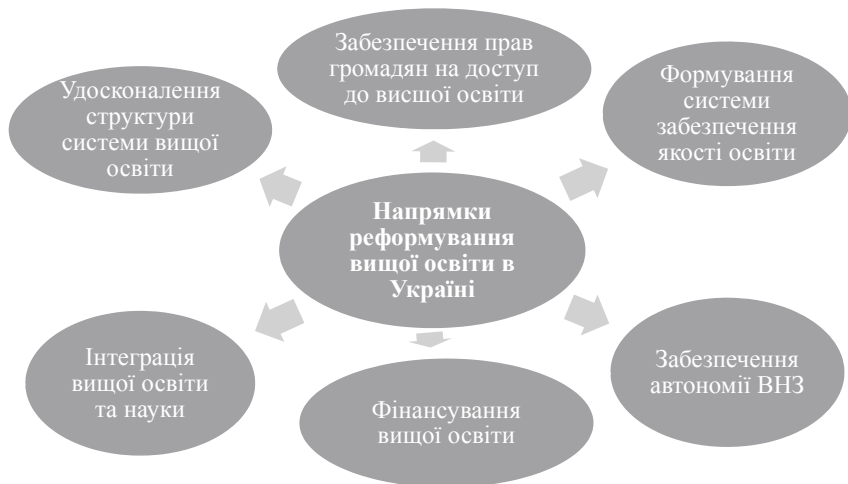 Забезпечення прав
громадян на доступ
до висшої освіти
Удосконалення
структури
системи вищої
освіти
Формування
системи
забезпечення
якості освіти
Напрямки
реформування
вищої освіти в
Україні
Інтеграція
вищої освіти
та науки
Фінансування
вищої освіти
Забезпечення
автономії ВНЗ